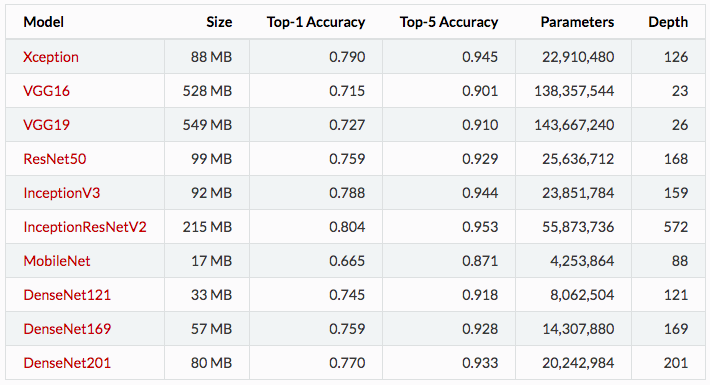 Model Size Top-1 Accuracy Top-5 Accuracy Parameters Depth
Xception 88 MB 0.790 0.945 22,910,480 126
VGG16 528 MB 0.715 0.901 138,357,544 23
VGG19 549 MB 0.727 0.910 143,667,240 26
ResNet50 99 MB 0.759 0.929 25,636,712 168
InceptionV3 92 MB 0.788 0.944 23,851,784 159
InceptionResNetV2 215 MB 0.804 0.953 55,873,736 572
MobileNet 17 MB 0.665 0.871 4,253,864 88
DenseNet121 33 MB 0.745 0.918 8,062,504 121
DenseNet169 57 MB 0.759 0.928 14,307,880 169
DenseNet201 80 MB 0.770 0.933 20,242,984 201